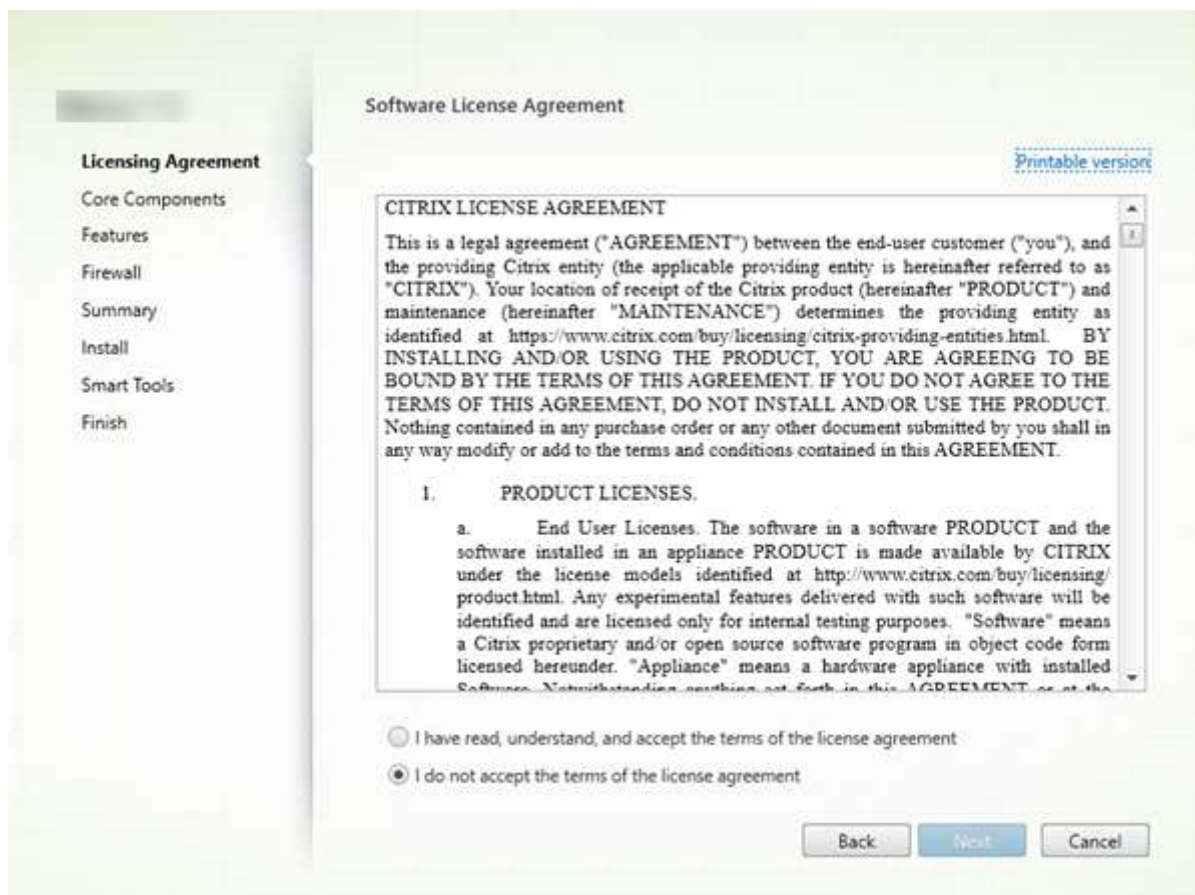 Licensing Agreement
Core Components
Features
Firewall
Summary
Install
Smart Tools
Finish
Software License Agreement
Printable version
CITRIX LICENSE AGREEMENT
This is a legal agreement ("AGREEMENT") between the end-user customer ("you"), and
the providing Citrix entity (the applicable providing entity is hereinafter referred to as
"CITRIX"). Your location of receipt of the Citrix product (hereinafter "PRODUCT") and
maintenance (hereinafter "MAINTENANCE") determines the providing entity as
identified at https://www.citrix.com/buy/licensing/citrix-providing-entities.html. BY
INSTALLING AND/OR USING THE PRODUCT, YOU ARE AGREEING TO BE
BOUND BY THE TERMS OF THIS AGREEMENT. IF YOU DO NOT AGREE TO THE
TERMS OF THIS AGREEMENT, DO NOT INSTALL AND/OR USE THE PRODUCT.
Nothing contained in any purchase order or any other document submitted by you shall in
any way modify or add to the terms and conditions contained in this AGREEMENT.
1. PRODUCT LICENSES.
a. End User Licenses. The software in a software PRODUCT and the
software installed in an appliance PRODUCT is made available by CITRIX
under the license models identified at http://www.citrix.com/buy/licensing/
product.html. Any experimental features delivered with such software will be
identified and are licensed only for internal testing purposes. "Software" means
a Citrix proprietary and/or open source software program in object code form
licensed hereunder. "Appliance" means a hardware appliance with installed
Software. Notwithstanding anything set forth in this AGREEMENT or at the
I have read, understand, and accept the terms of the license agreement
I do not accept the terms of the license agreement
Back
Next
Cancel